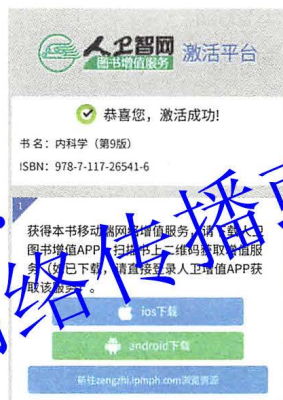 人卫智网
图书增值服务
激活平台
恭喜您，激活成功!
书 名：内科学（第9版）
ISBN：978-7-117-26541-6
1
获得本书移动端网络增值服务，请下载人卫
图书增值APP，扫描书上二维码获取增值服
务（如已下载，请直接登录人卫增值APP获
取该服务）。
ios下载
android下载
前往zengzhi.ipmph.com浏览资源
网络传播